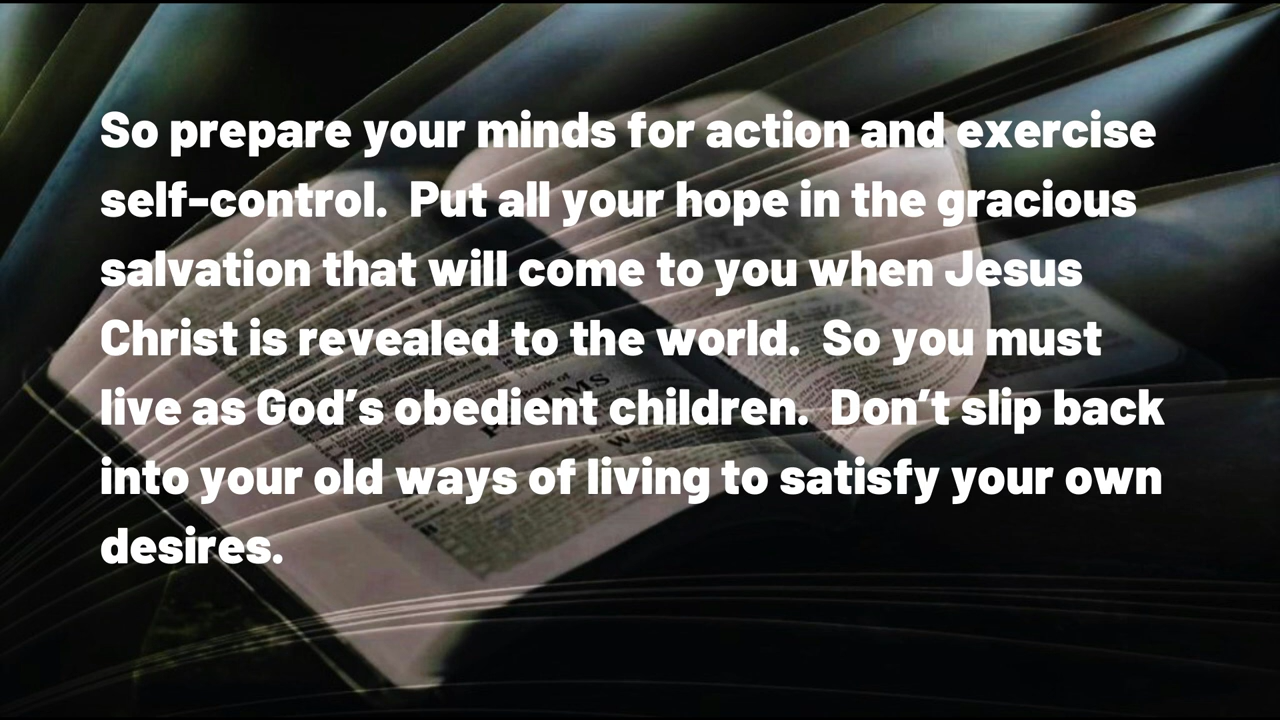 So prepare your minds for action and exercise
self-control.  Put all your hope in the gracious
salvation that will come to you when Jesus
Christ is revealed to the world.  So you must
live as God’s obedient children.  Don’t slip back
into your old ways of living to satisfy your own
desires.